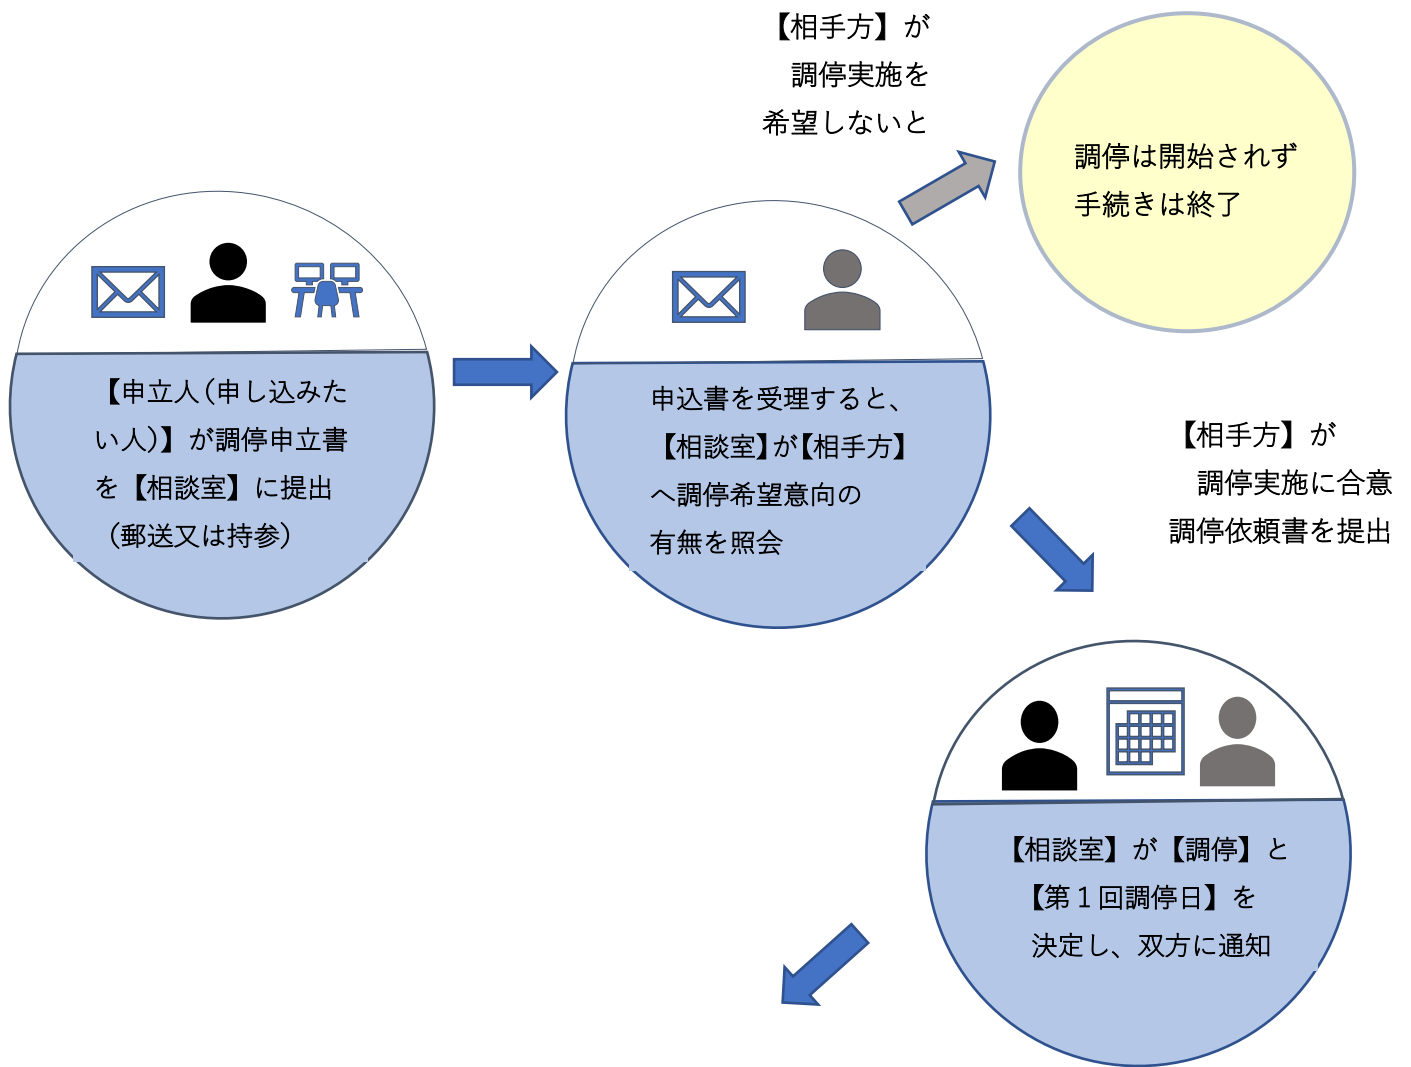 【申立人（申し込みた
い人）】が調停申立書
を【相談室】に提出
（郵送又は持参）
申込書を受理すると、
【相談室】が【相手方】
へ調停希望意向の
有無を照会
【相手方】が
調停実施を
希望しないと
調停は開始されず
手続きは終了
【相手方】が
調停実施に合意
調停依頼書を提出
【相談室】が【調停】と
【第１回調停日】を
決定し、双方に通知